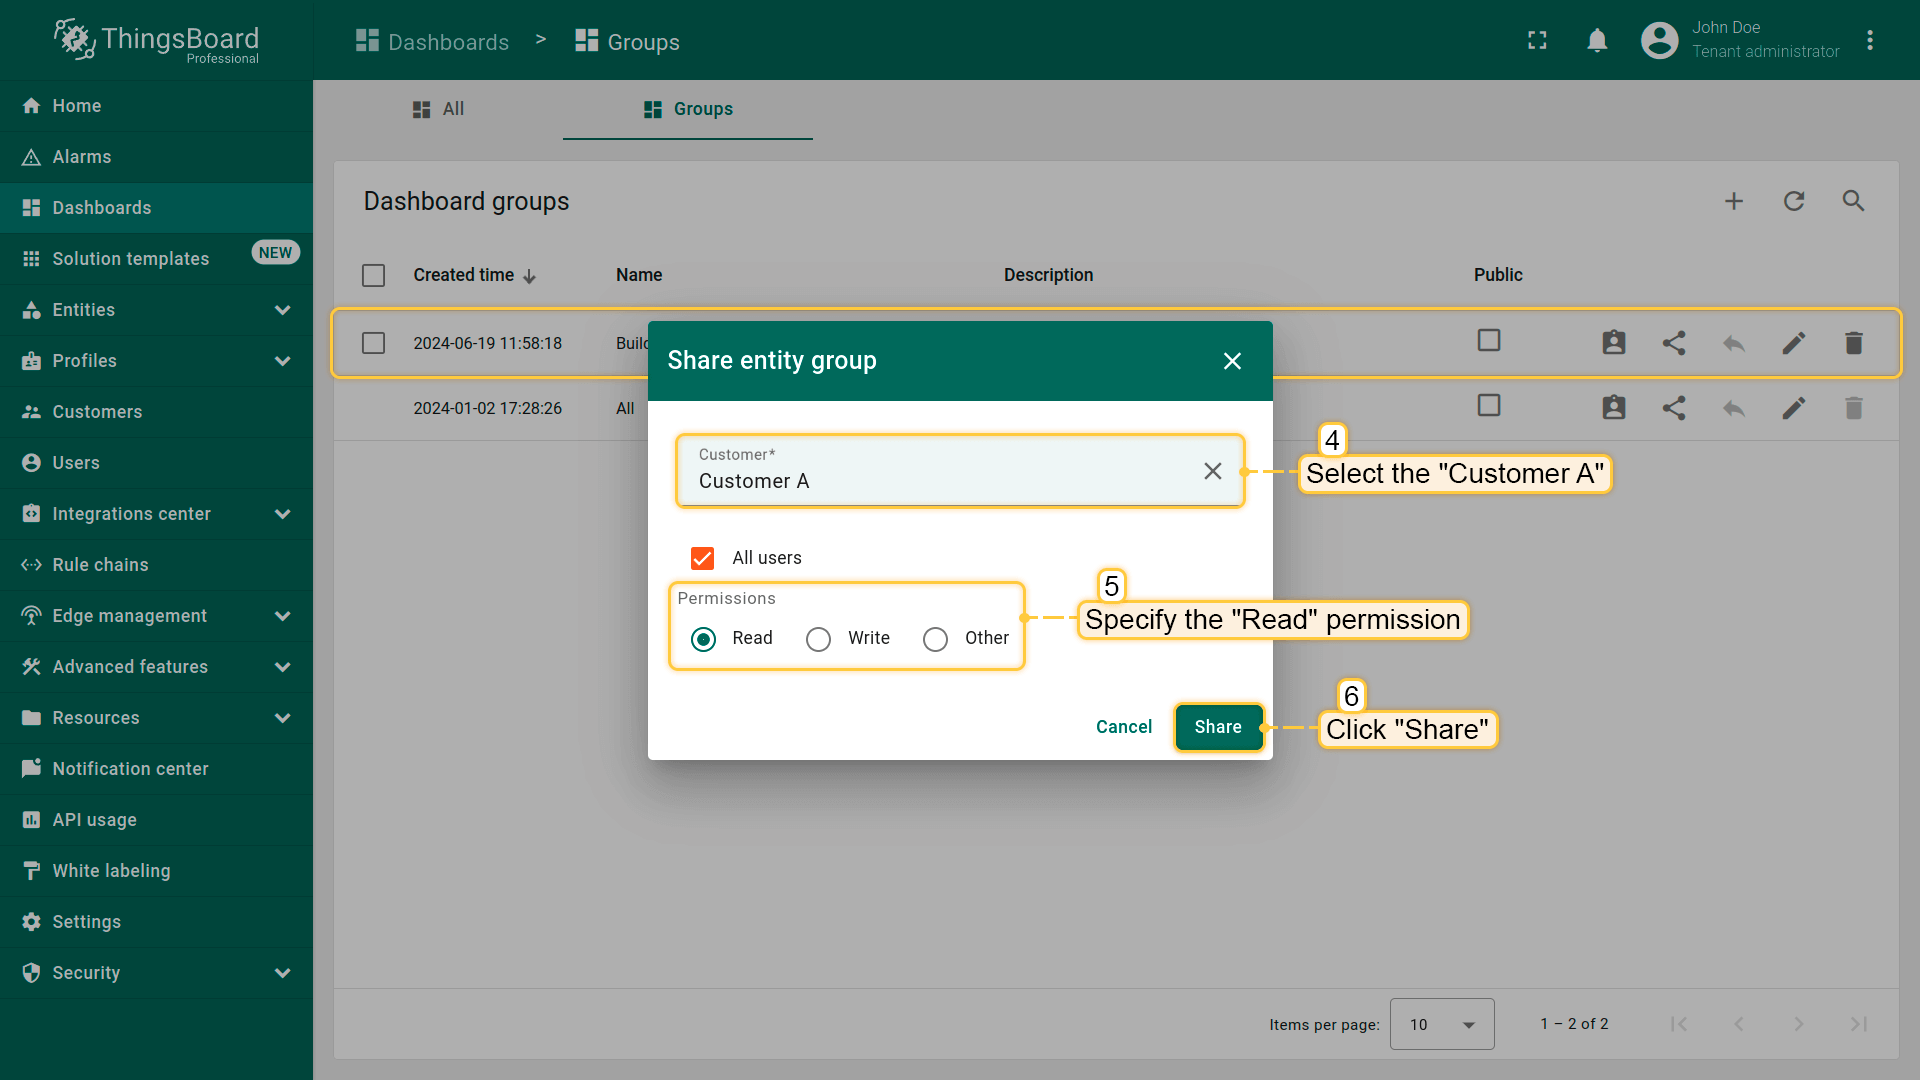 ThingsBoard
Professional
Dashboards > Groups
John Doe
Tenant administrator
Home
Alarms
Dashboards
Solution templates NEW
Entities
Profiles
Customers
Users
Integrations center
Rule chains
Edge management
Advanced features
Resources
Notification center
API usage
White labeling
Settings
Security
All
Groups
Dashboard groups
Created time Name Description Public
2024-06-19 11:58:18
2024-01-02 17:28:26 All
Share entity group
Customer*
Customer A
4
Select the "Customer A"
All users
Permissions
Read Write Other
5
Specify the "Read" permission
Cancel Share
6
Click "Share"
Items per page: 10 1 – 2 of 2